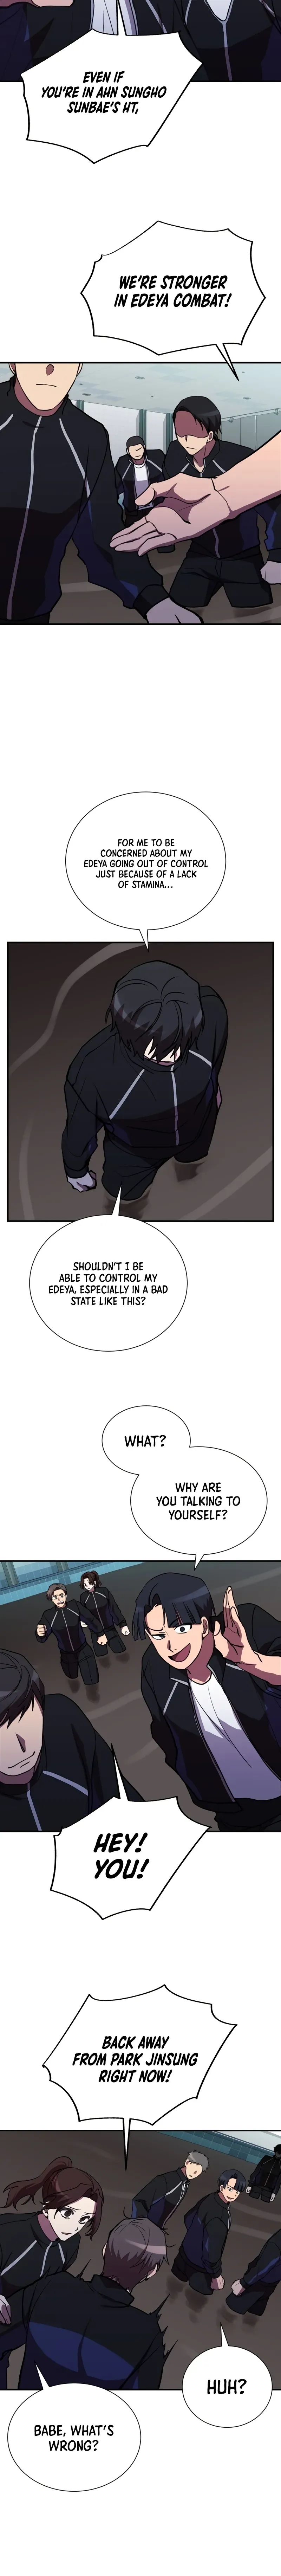 EVEN IF
YOU'RE IN AHN SUNGHO
SUNBAE'S HT,
WE'RE STRONGER
IN EDEYA COMBAT!
FOR ME TO BE
CONCERNED ABOUT MY
EDEYA GOING OUT OF CONTROL
JUST BECAUSE OF A LACK
OF STAMINA...
SHOULDN'T I BE
ABLE TO CONTROL MY
EDEYA, ESPECIALLY IN A BAD
STATE LIKE THIS?
WHAT?
WHY ARE
YOU TALKING TO
YOURSELF?
HEY!
YOU!
BACK AWAY
FROM PARK JINSUNG
RIGHT NOW!
HUH?
BABE, WHAT'S
WRONG?